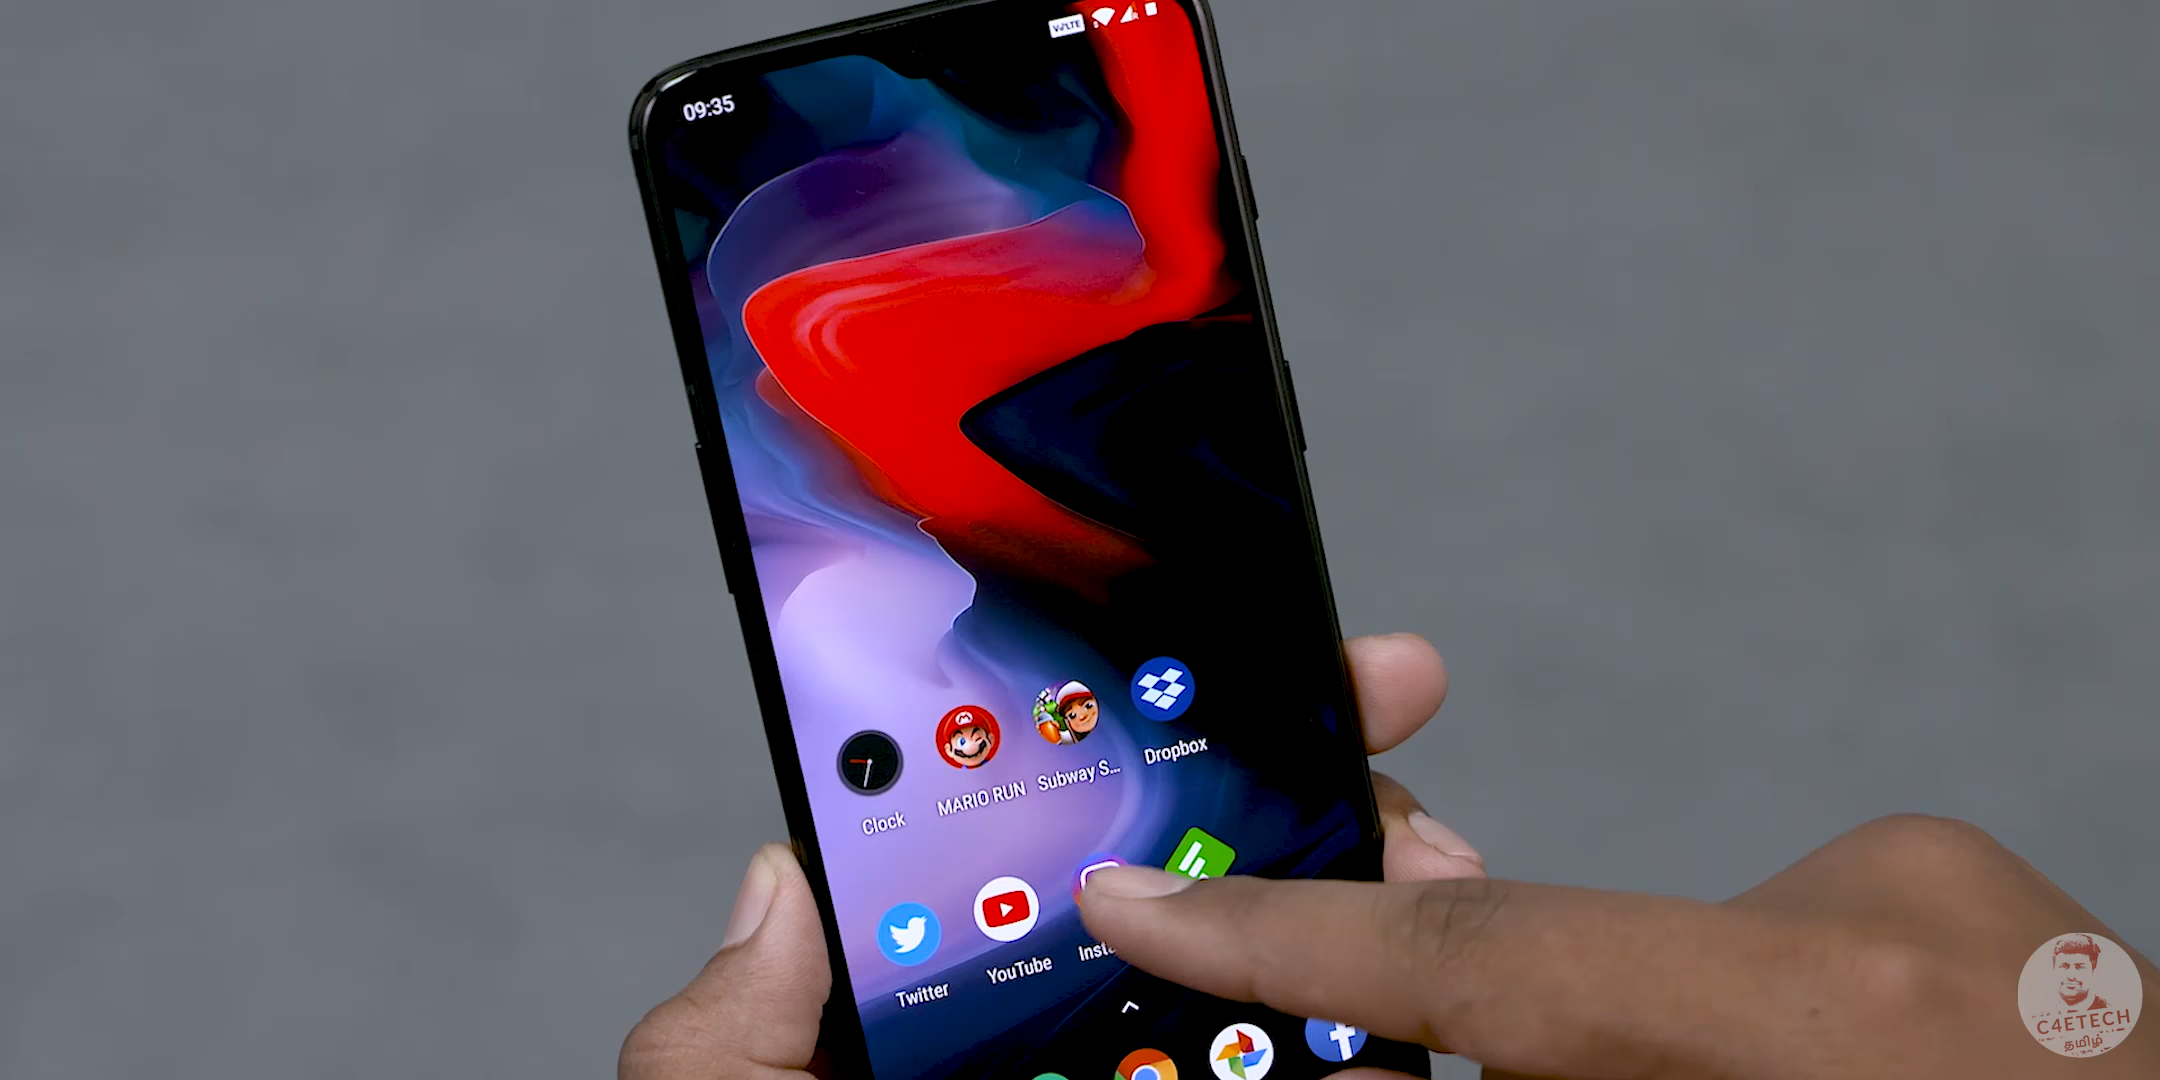 VoLTE
09:35
Clock
MARIO RUN
Subway S...
Dropbox
Twitter
YouTube
Insta
C4ETECH
தமிழ்